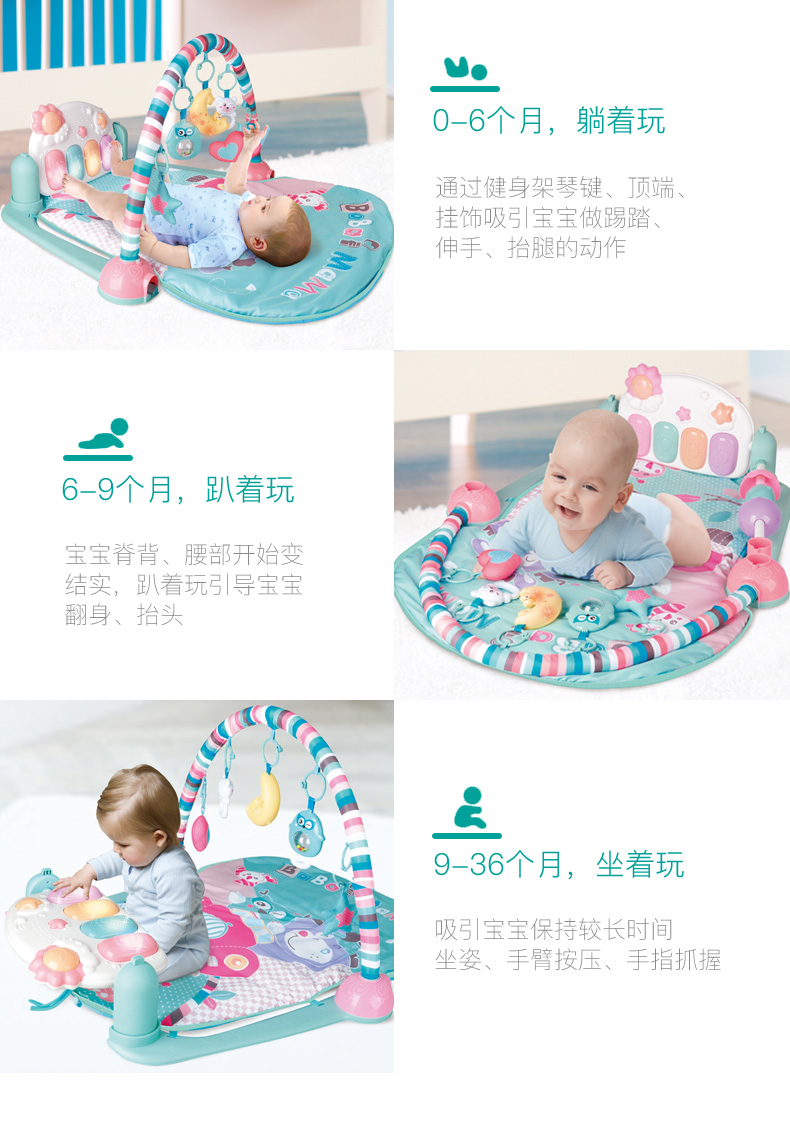 0-6个月，躺着玩
通过健身架琴键、顶端、
挂饰吸引宝宝做踢踏、
伸手、抬腿的动作
6-9个月，趴着玩
宝宝脊背、腰部开始变
结实，趴着玩引导宝宝
翻身、抬头
9-36个月，坐着玩
吸引宝宝保持较长时间
坐姿、手臂按压、手指抓握